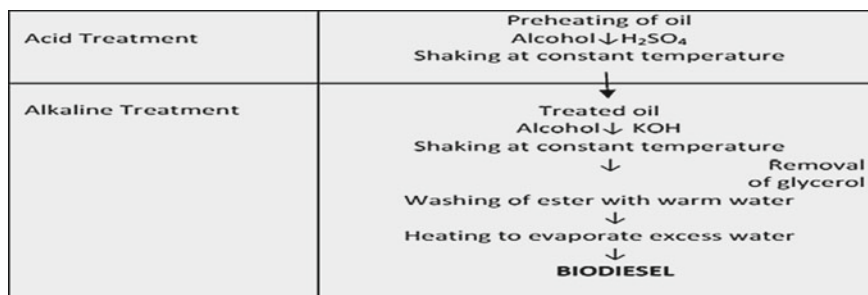 Acid Treatment
Preheating of oil
Alcohol↓H₂SO₄
Shaking at constant temperature
Alkaline Treatment
Treated oil
Alcohol↓ KOH
Shaking at constant temperature
↓ Removal
of glycerol
Washing of ester with warm water
↓
Heating to evaporate excess water
↓
BIODIESEL